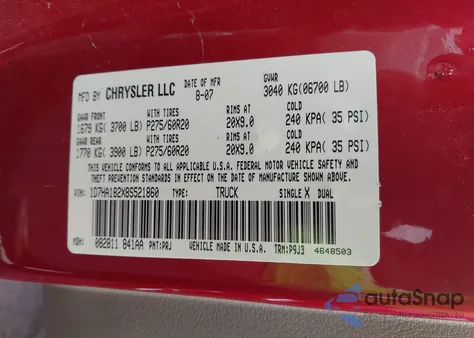 MFD BY CHRYSLER LLC DATE OF MFR 8-07 GVWR 3040 KG(06700 LB)
GAWR FRONT WITH TIRES RIMS AT COLD
1679 KG( 3700 LB) P275/60R20 20X9.0 240 KPA( 35 PSI)
GAWR REAR WITH TIRES RIMS AT COLD
1770 KG( 3900 LB) P275/60R20 20X9.0 240 KPA( 35 PSI)
THIS VEHICLE CONFORMS TO ALL APPLICABLE U.S.A. FEDERAL MOTOR VEHICLE
SAFETY STANDARDS IN EFFECT ON THE DATE OF MANUFACTURE SHOWN ABOVE.
VIN: 1D7HA182X8S521860 TYPE: TRUCK SINGLE X DUAL
MDH: 082811 841AA PNT:PRJ VEHICLE MADE IN U.S.A. TRM:P9J3 4648503
autoSnap